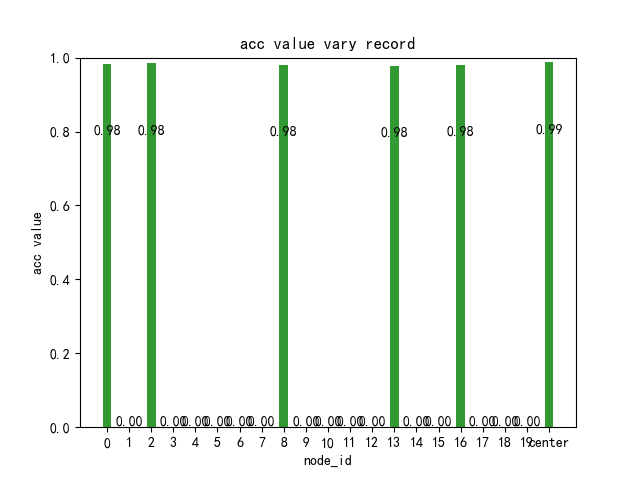 acc value vary record
1.0
0.8
0.6
0.4
0.2
0.0
acc value
0.98 0.98 0.98 0.98 0.98 0.99
0.00 0.00 0.00 0.00 0.00 0.00 0.00 0.00 0.00 0.00 0.00 0.00 0.00 0.00 0.00
0 1 2 3 4 5 6 7 8 9 10 11 12 13 14 15 16 17 18 19 center
node_id